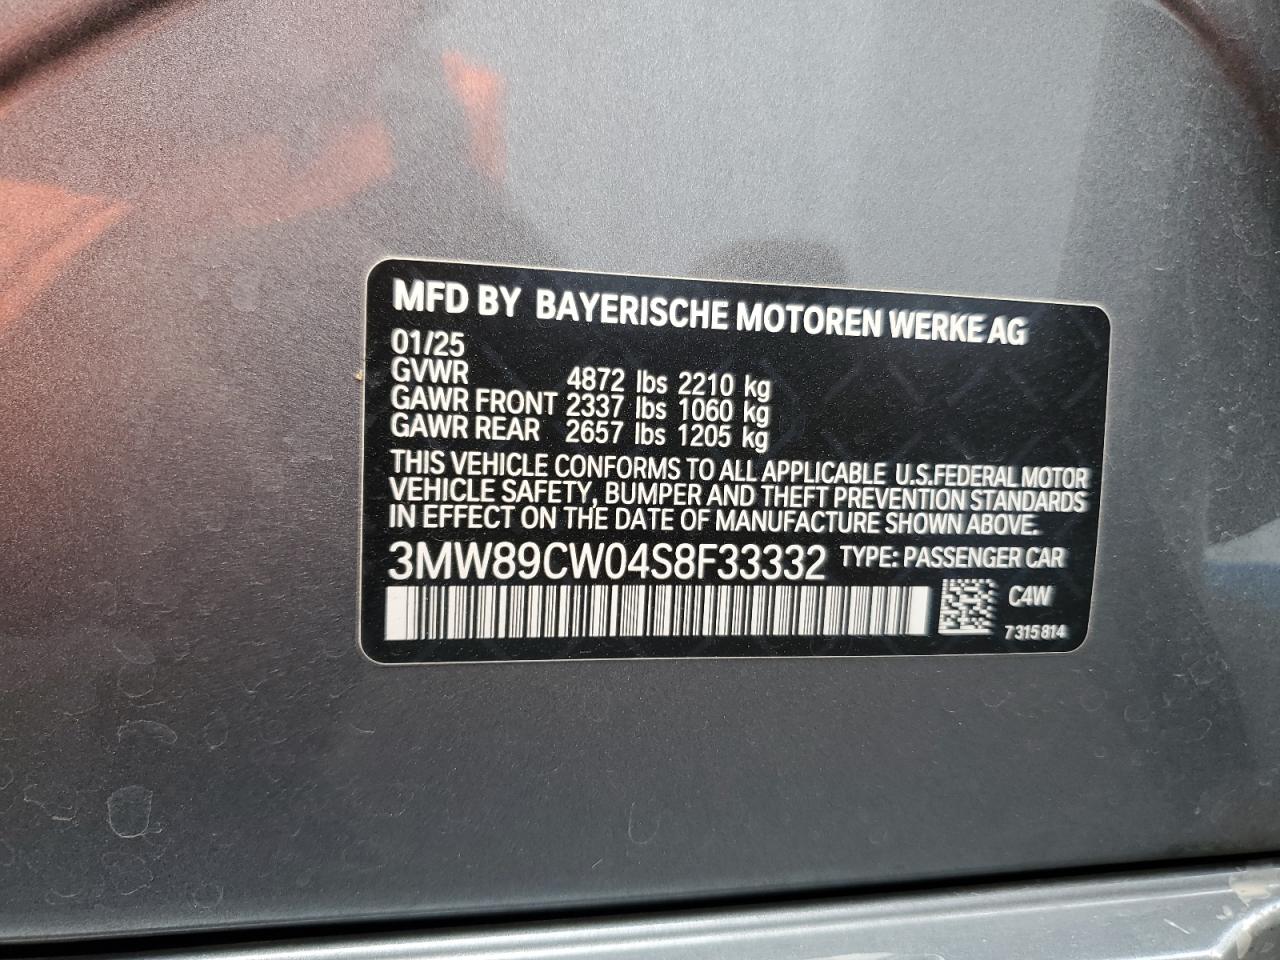 MFD BY BAYERISCHE MOTOREN WERKE AG
01/25
GVWR 4872 lbs 2210 kg
GAWR FRONT 2337 lbs 1060 kg
GAWR REAR 2657 lbs 1205 kg
THIS VEHICLE CONFORMS TO ALL APPLICABLE U.S.FEDERAL MOTOR
VEHICLE SAFETY, BUMPER AND THEFT PREVENTION STANDARDS
IN EFFECT ON THE DATE OF MANUFACTURE SHOWN ABOVE.
3MW89CW04S8F33332 TYPE: PASSENGER CAR
C4W
7 315 814